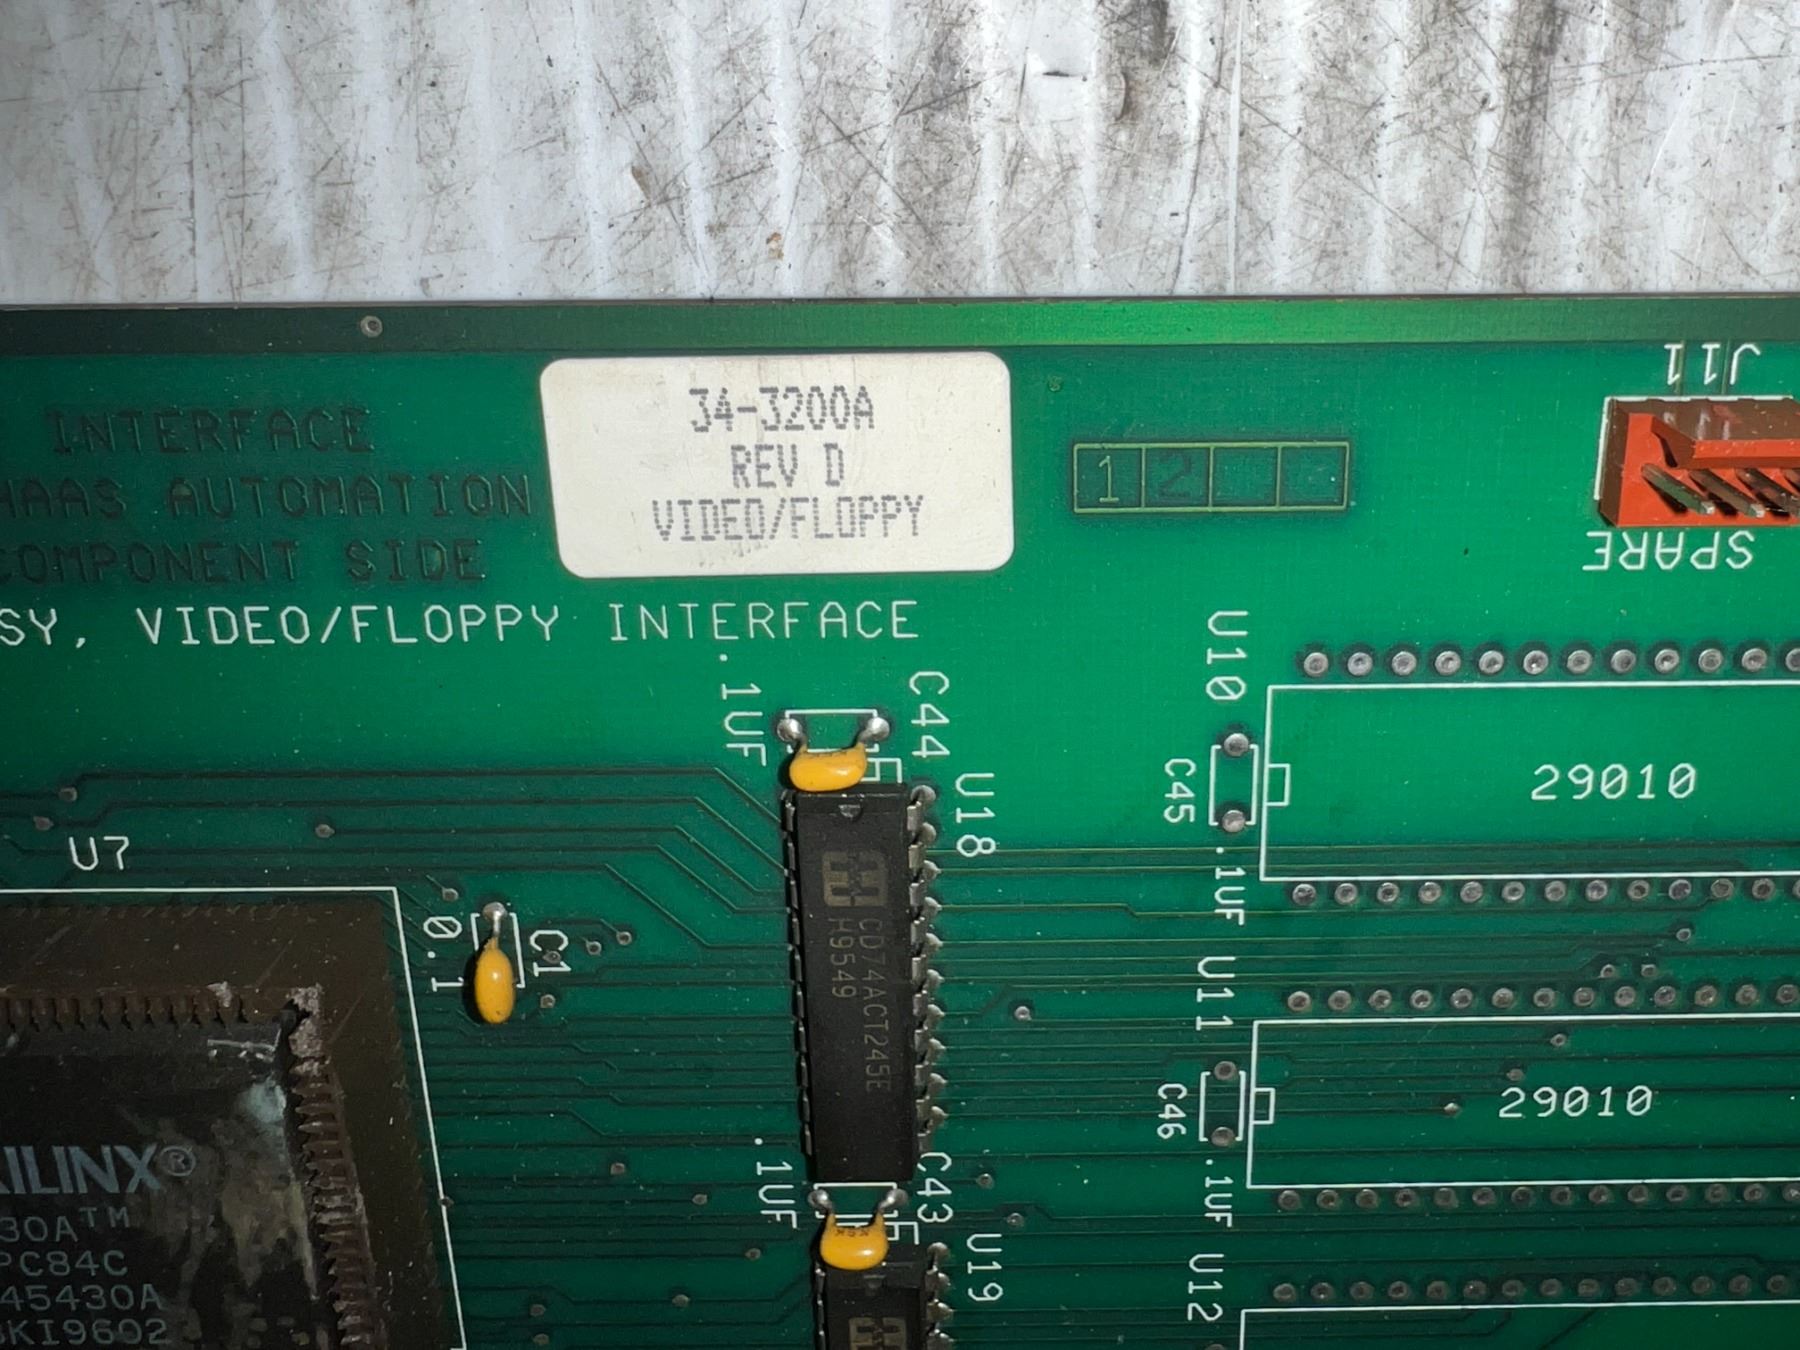 J11
34-3200A
REV D
VIDEO/FLOPPY
INTERFACE
HAAS AUTOMATION
COMPONENT SIDE
1 2
SPARE
SY, VIDEO/FLOPPY INTERFACE
.1UF
C44
U18
U10
C45
.1UF
29010
U7
0.1
C1
CD74ACT245E
H9549
U11
C46
.1UF
29010
XILINX®
30A™
PC84C
45430A
KI9602
.1UF
C43
U19
U12